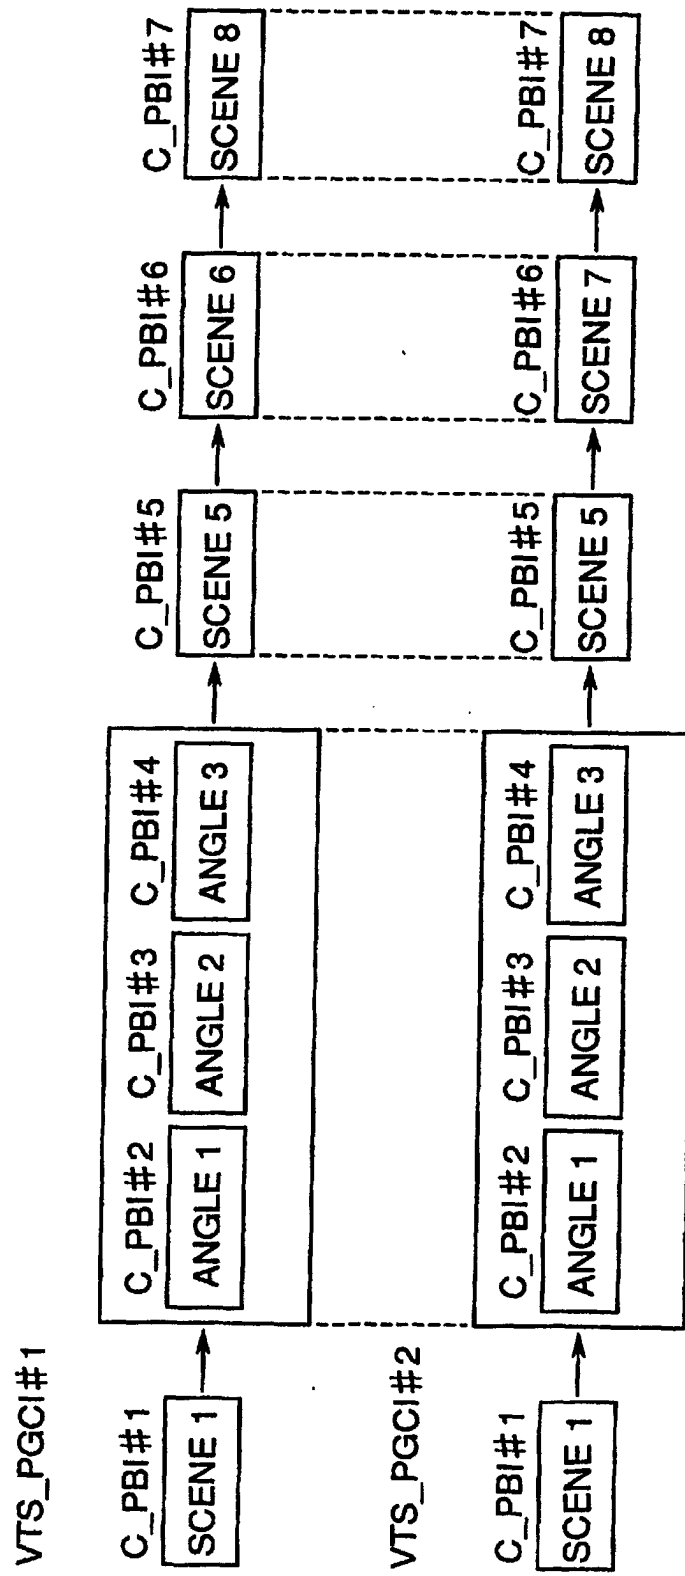 VTS_PGCI#1
C_PBI#1
SCENE 1
C_PBI#2
ANGLE 1
C_PBI#3
ANGLE 2
C_PBI#4
ANGLE 3
C_PBI#5
SCENE 5
C_PBI#6
SCENE 6
C_PBI#7
SCENE 8
VTS_PGCI#2
C_PBI#1
SCENE 1
C_PBI#2
ANGLE 1
C_PBI#3
ANGLE 2
C_PBI#4
ANGLE 3
C_PBI#5
SCENE 5
C_PBI#6
SCENE 7
C_PBI#7
SCENE 8